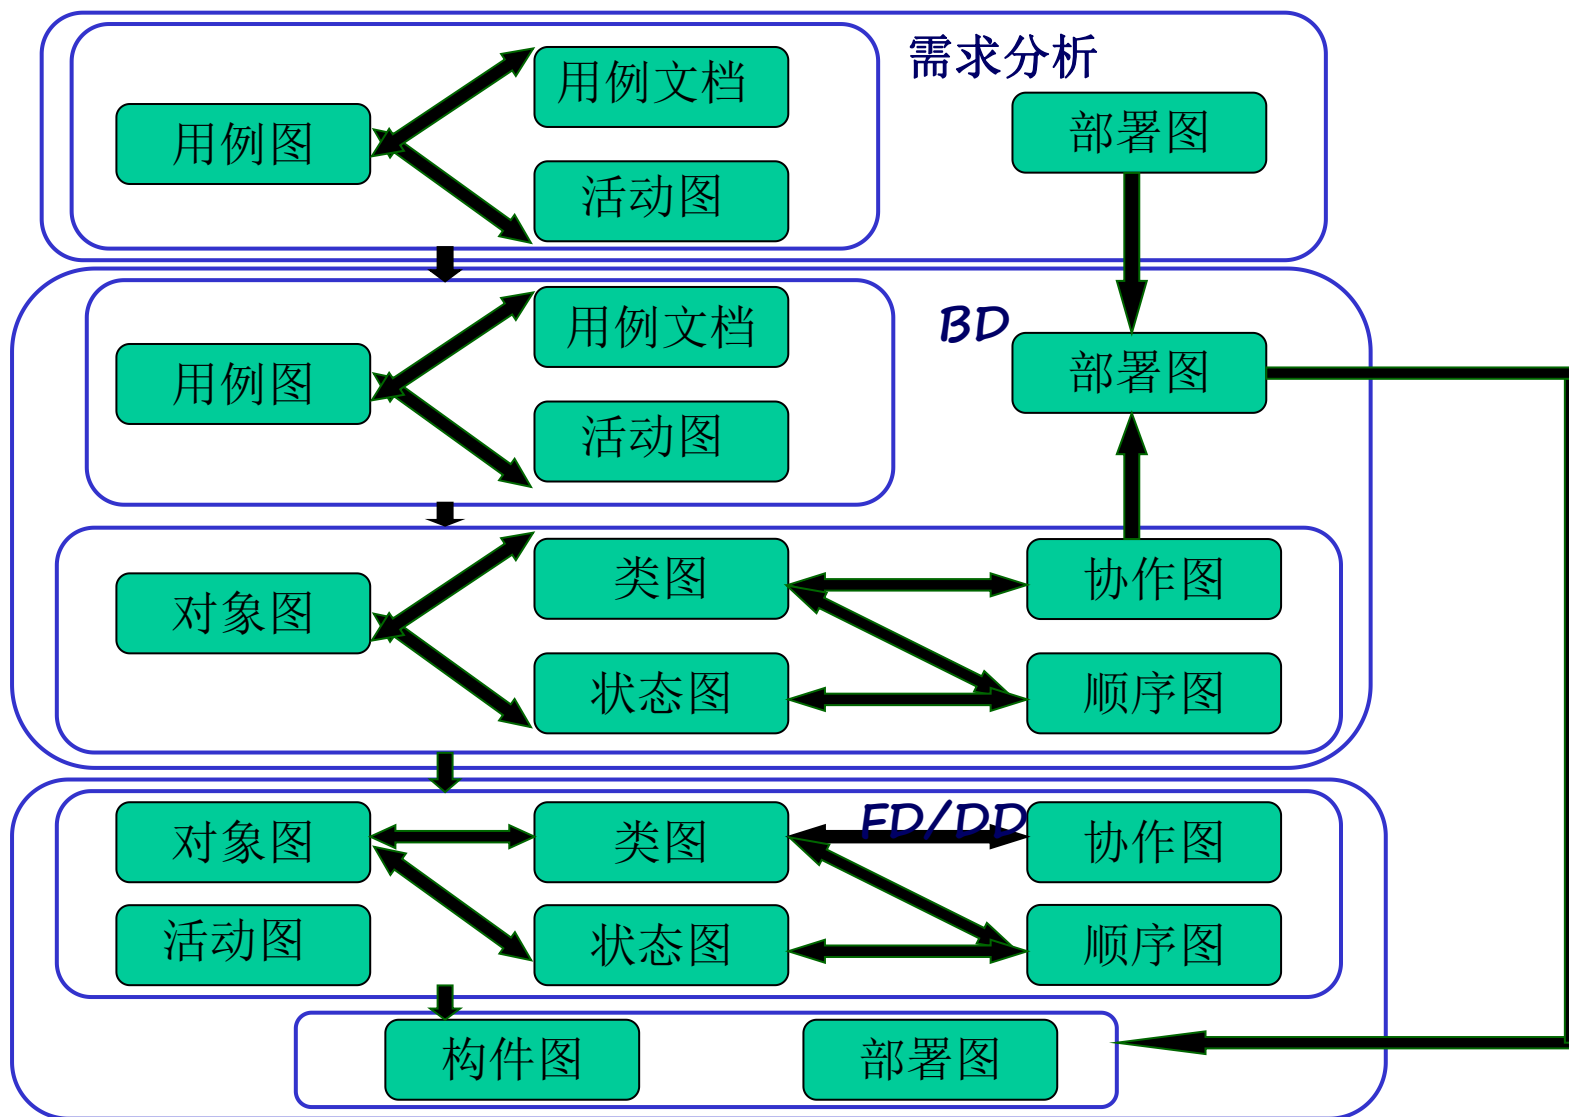 需求分析
用例文档
用例图
部署图
活动图
BD
用例文档
用例图
部署图
活动图
类图
协作图
对象图
状态图
顺序图
FD/DD
对象图
类图
协作图
活动图
状态图
顺序图
构件图
部署图